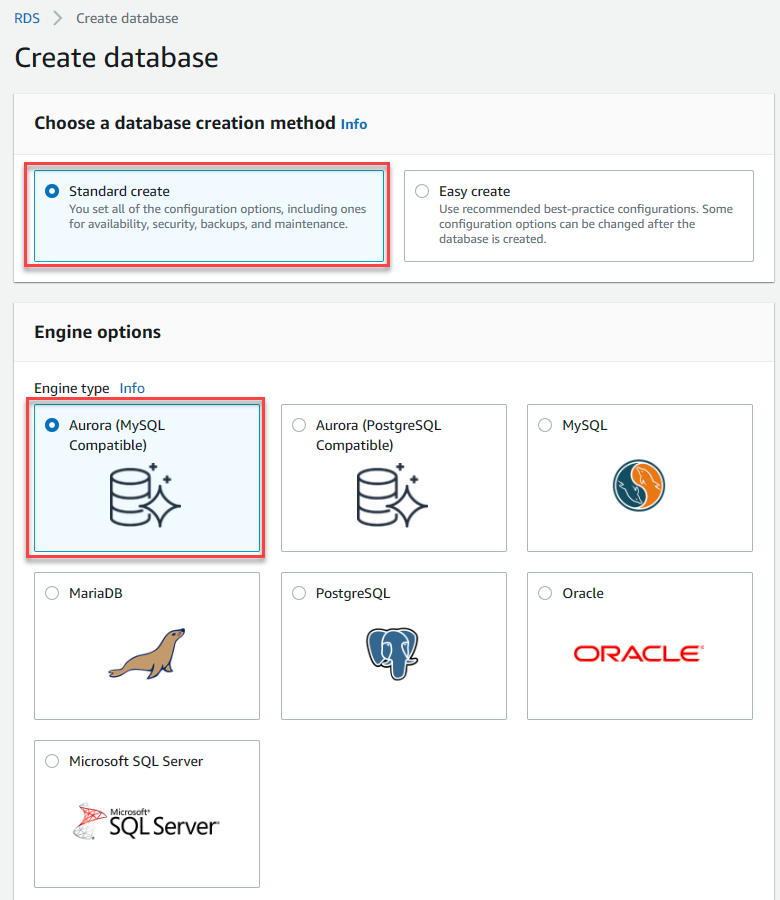 RDS > Create database
Create database
Choose a database creation method Info
Standard create
You set all of the configuration options, including ones
for availability, security, backups, and maintenance.
Easy create
Use recommended best-practice configurations. Some
configuration options can be changed after the
database is created.
Engine options
Engine type Info
Aurora (MySQL
Compatible)
Aurora (PostgreSQL
Compatible)
MySQL
MariaDB
PostgreSQL
Oracle
ORACLE®
Microsoft SQL Server
Microsoft®
SQL Server®